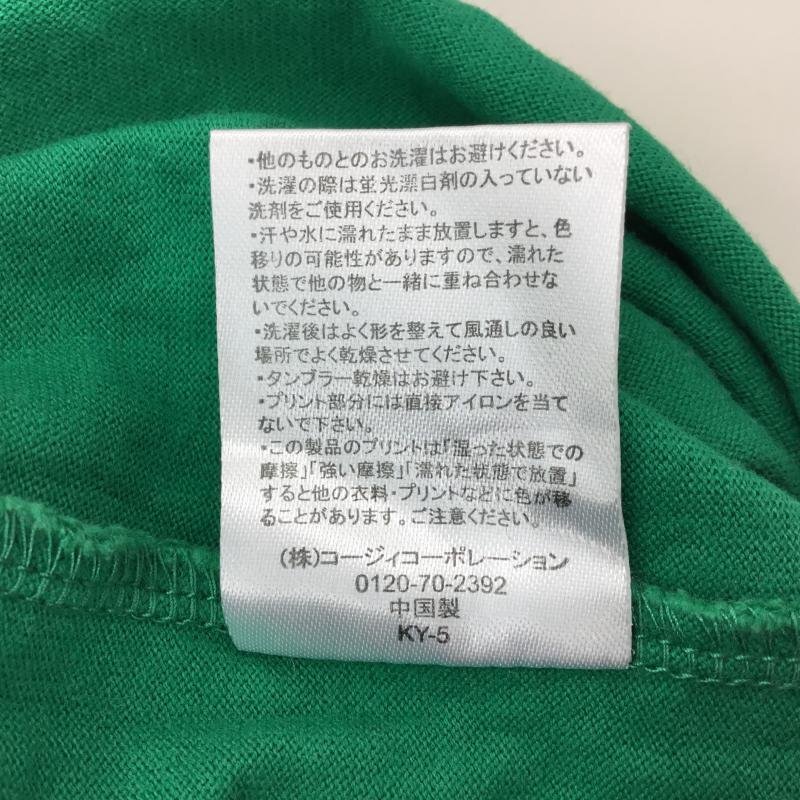 ・他のものとのお洗濯はお避けください。
・洗濯の際は蛍光漂白剤の入っていない
洗剤をご使用ください。
・汗や水に濡れたまま放置しますと、色
移りの可能性がありますので、濡れた
状態で他の物と一緒に重ね合わせな
いでください。
・洗濯後はよく形を整えて風通しの良い
場所でよく乾燥させてください。
・タンブラー乾燥はお避け下さい。
・プリント部分には直接アイロンを当て
ないで下さい。
・この製品のプリントは「湿った状態での
摩擦」「強い摩擦」「濡れた状態で放置」
すると他の衣料・プリントなどに色が移
ることがあります。ご注意ください。
(株)コージィコーポレーション
0120-70-2392
中国製
KY-5